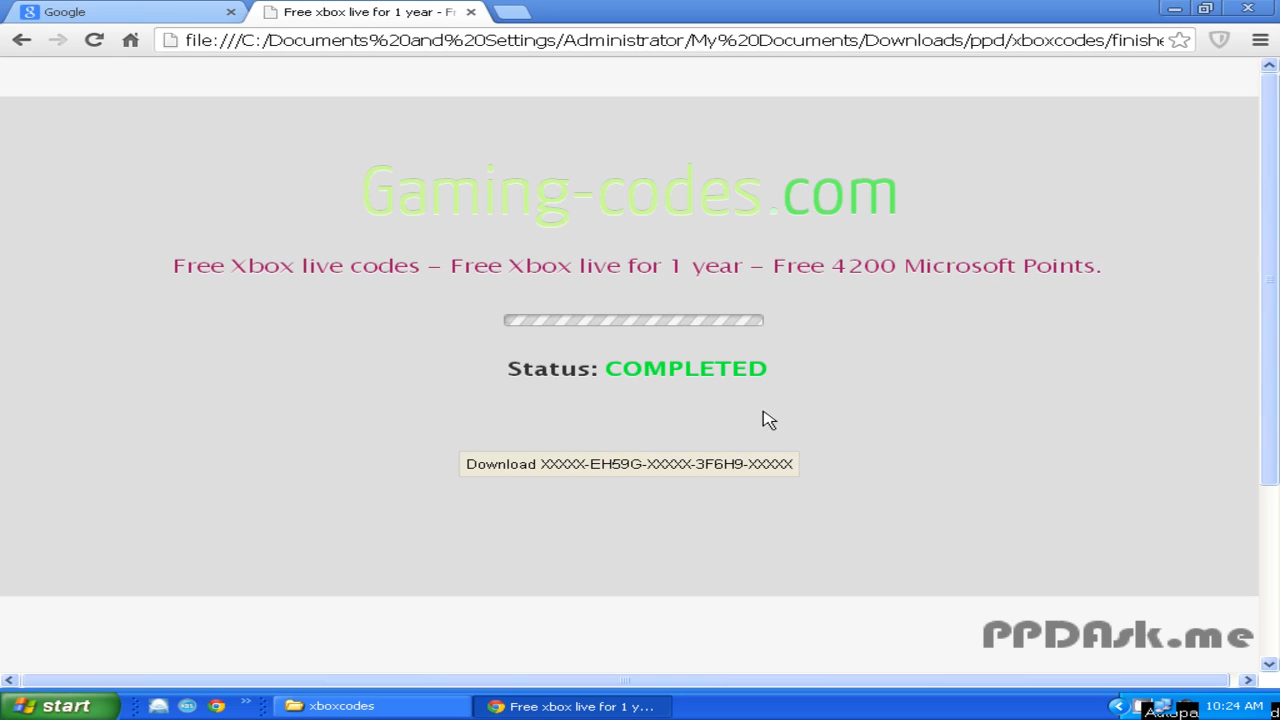 Google
Free xbox live for 1 year - Fr
file:///C:/Documents%20and%20Settings/Administrator/My%20Documents/Downloads/ppd/xboxcodes/finishe
Gaming-codes.com
Free Xbox live codes – Free Xbox live for 1 year – Free 4200 Microsoft Points.
Status: COMPLETED
Download XXXXX-EH59G-XXXXX-3F6H9-XXXXX
PPDAsk.me
start
xboxcodes
Free xbox live for 1 y...
10:24 AM